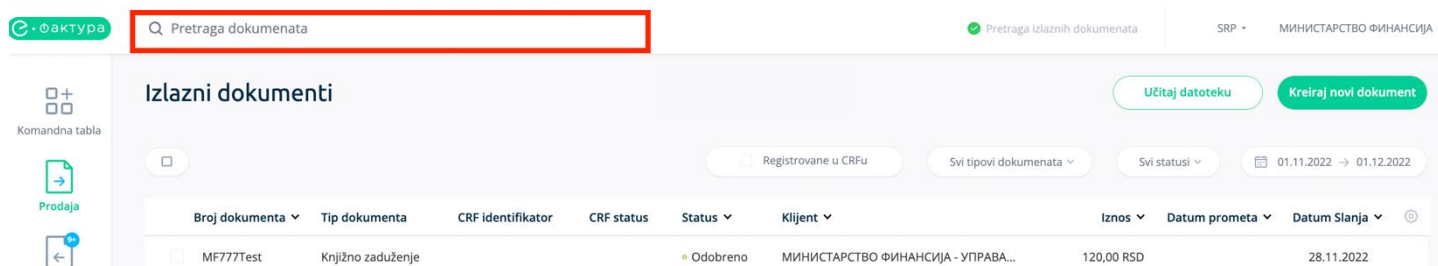 е·Фактура
Pretraga dokumenata
Pretraga izlaznih dokumenata
SRP
МИНИСТАРСТВО ФИНАНСИЈА
Komandna tabla
Prodaja
9+
Izlazni dokumenti
Učitaj datoteku
Kreiraj novi dokument
Registrovane u CRFu
Svi tipovi dokumenata
Svi statusi
01.11.2022 → 01.12.2022
Broj dokumenta Tip dokumenta CRF identifikator CRF status Status Klijent Iznos Datum prometa Datum Slanja
MF777Test Knjižno zaduženje Odobreno МИНИСТАРСТВО ФИНАНСИЈА - УПРАВА... 120,00 RSD 28.11.2022